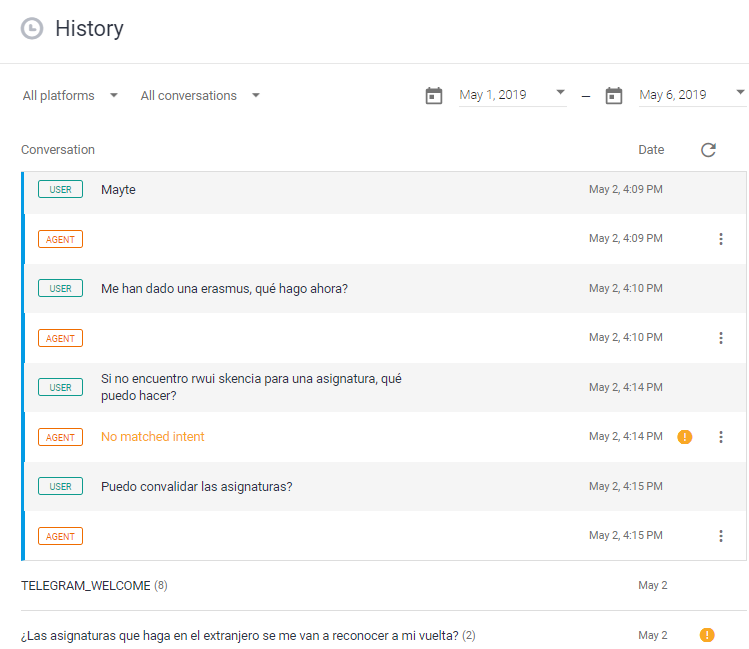 History
All platforms All conversations May 1, 2019 – May 6, 2019
Conversation Date
USER Mayte May 2, 4:09 PM
AGENT May 2, 4:09 PM
USER Me han dado una erasmus, qué hago ahora? May 2, 4:10 PM
AGENT May 2, 4:10 PM
USER Si no encuentro rwui skencia para una asignatura, qué
puedo hacer? May 2, 4:14 PM
AGENT No matched Intent May 2, 4:14 PM
USER Puedo convalidar las asignaturas? May 2, 4:15 PM
AGENT May 2, 4:15 PM
TELEGRAM_WELCOME (8) May 2
¿Las asignaturas que haga en el extranjero se me van a reconocer a mi vuelta? (2) May 2